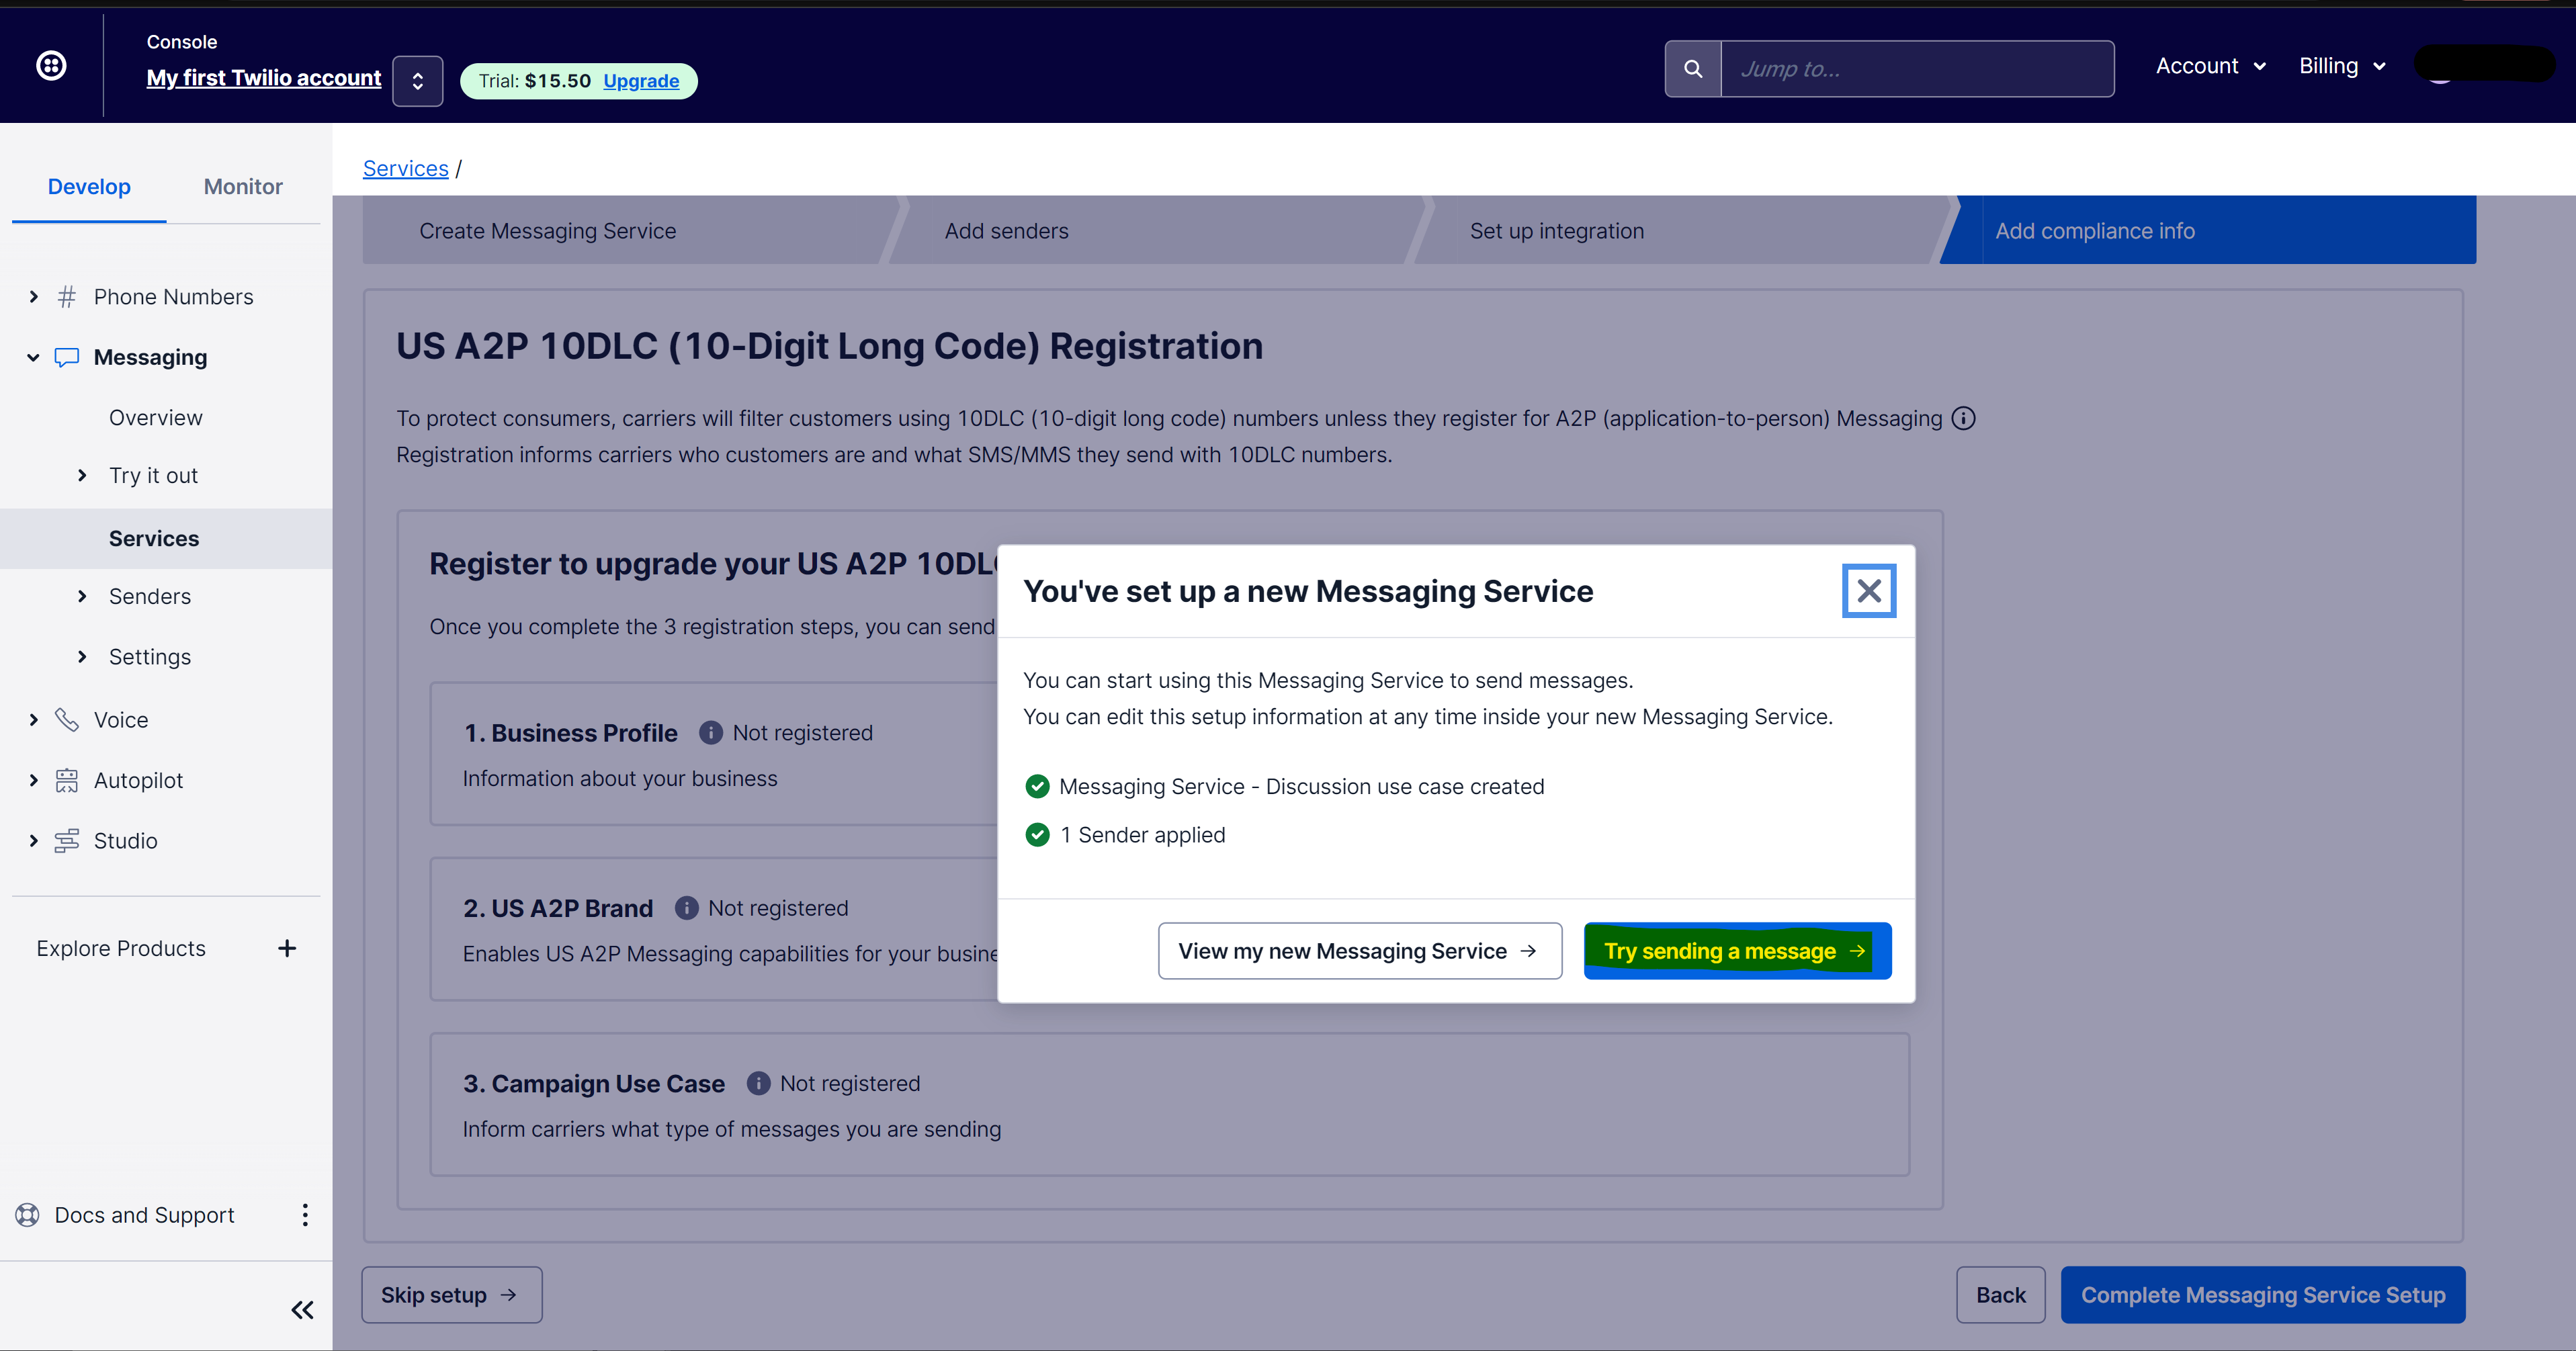 Console
My first Twilio account
Trial: $15.50 Upgrade
Jump to...
Account
Billing
Develop
Monitor
Services /
Create Messaging Service
Add senders
Set up integration
Add compliance info
Phone Numbers
Messaging
Overview
Try it out
Services
Senders
Settings
Voice
Autopilot
Studio
Explore Products
Docs and Support
US A2P 10DLC (10-Digit Long Code) Registration
To protect consumers, carriers will filter customers using 10DLC (10-digit long code) numbers unless they register for A2P (application-to-person) Messaging
Registration informs carriers who customers are and what SMS/MMS they send with 10DLC numbers.
Register to upgrade your US A2P 10DL
Once you complete the 3 registration steps, you can send
1. Business Profile Not registered
Information about your business
2. US A2P Brand Not registered
Enables US A2P Messaging capabilities for your busine
3. Campaign Use Case Not registered
Inform carriers what type of messages you are sending
You've set up a new Messaging Service
You can start using this Messaging Service to send messages.
You can edit this setup information at any time inside your new Messaging Service.
Messaging Service - Discussion use case created
1 Sender applied
View my new Messaging Service →
Try sending a message →
Skip setup →
Back
Complete Messaging Service Setup